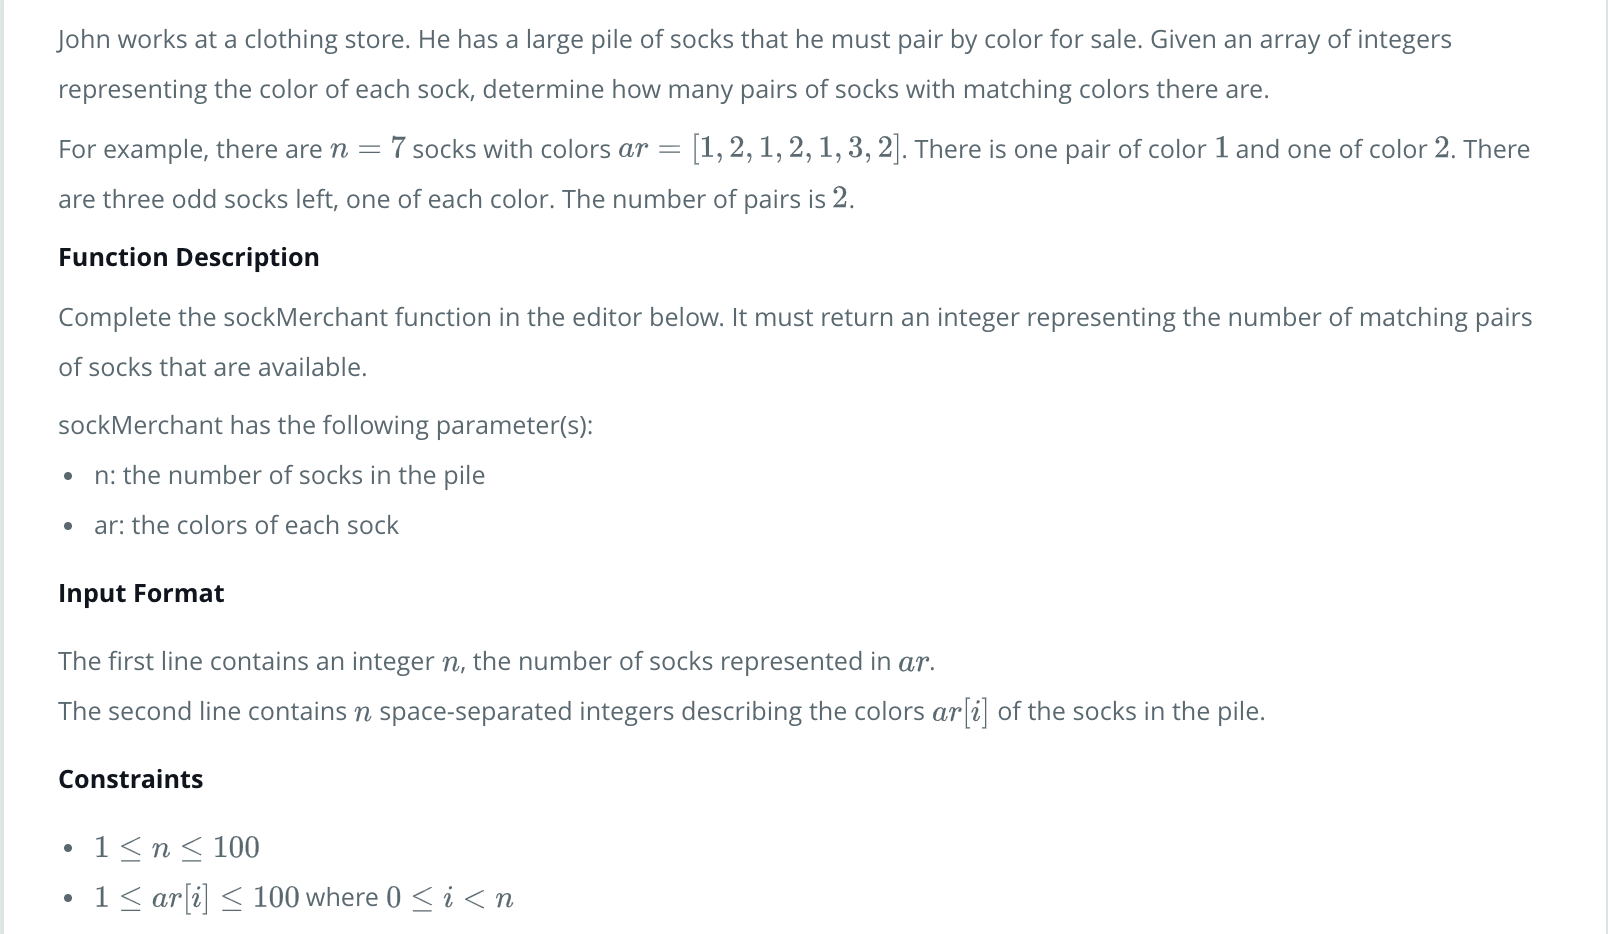 John works at a clothing store. He has a large pile of socks that he must pair by color for sale. Given an array of integers
representing the color of each sock, determine how many pairs of socks with matching colors there are.
For example, there are n = 7 socks with colors ar = [1, 2, 1, 2, 1, 3, 2]. There is one pair of color 1 and one of color 2. There
are three odd socks left, one of each color. The number of pairs is 2.
Function Description
Complete the sockMerchant function in the editor below. It must return an integer representing the number of matching pairs
of socks that are available.
sockMerchant has the following parameter(s):
• n: the number of socks in the pile
• ar: the colors of each sock
Input Format
The first line contains an integer n, the number of socks represented in ar.
The second line contains n space-separated integers describing the colors ar[i] of the socks in the pile.
Constraints
• 1 ≤ n ≤ 100
• 1 ≤ ar[i] ≤ 100 where 0 ≤ i < n